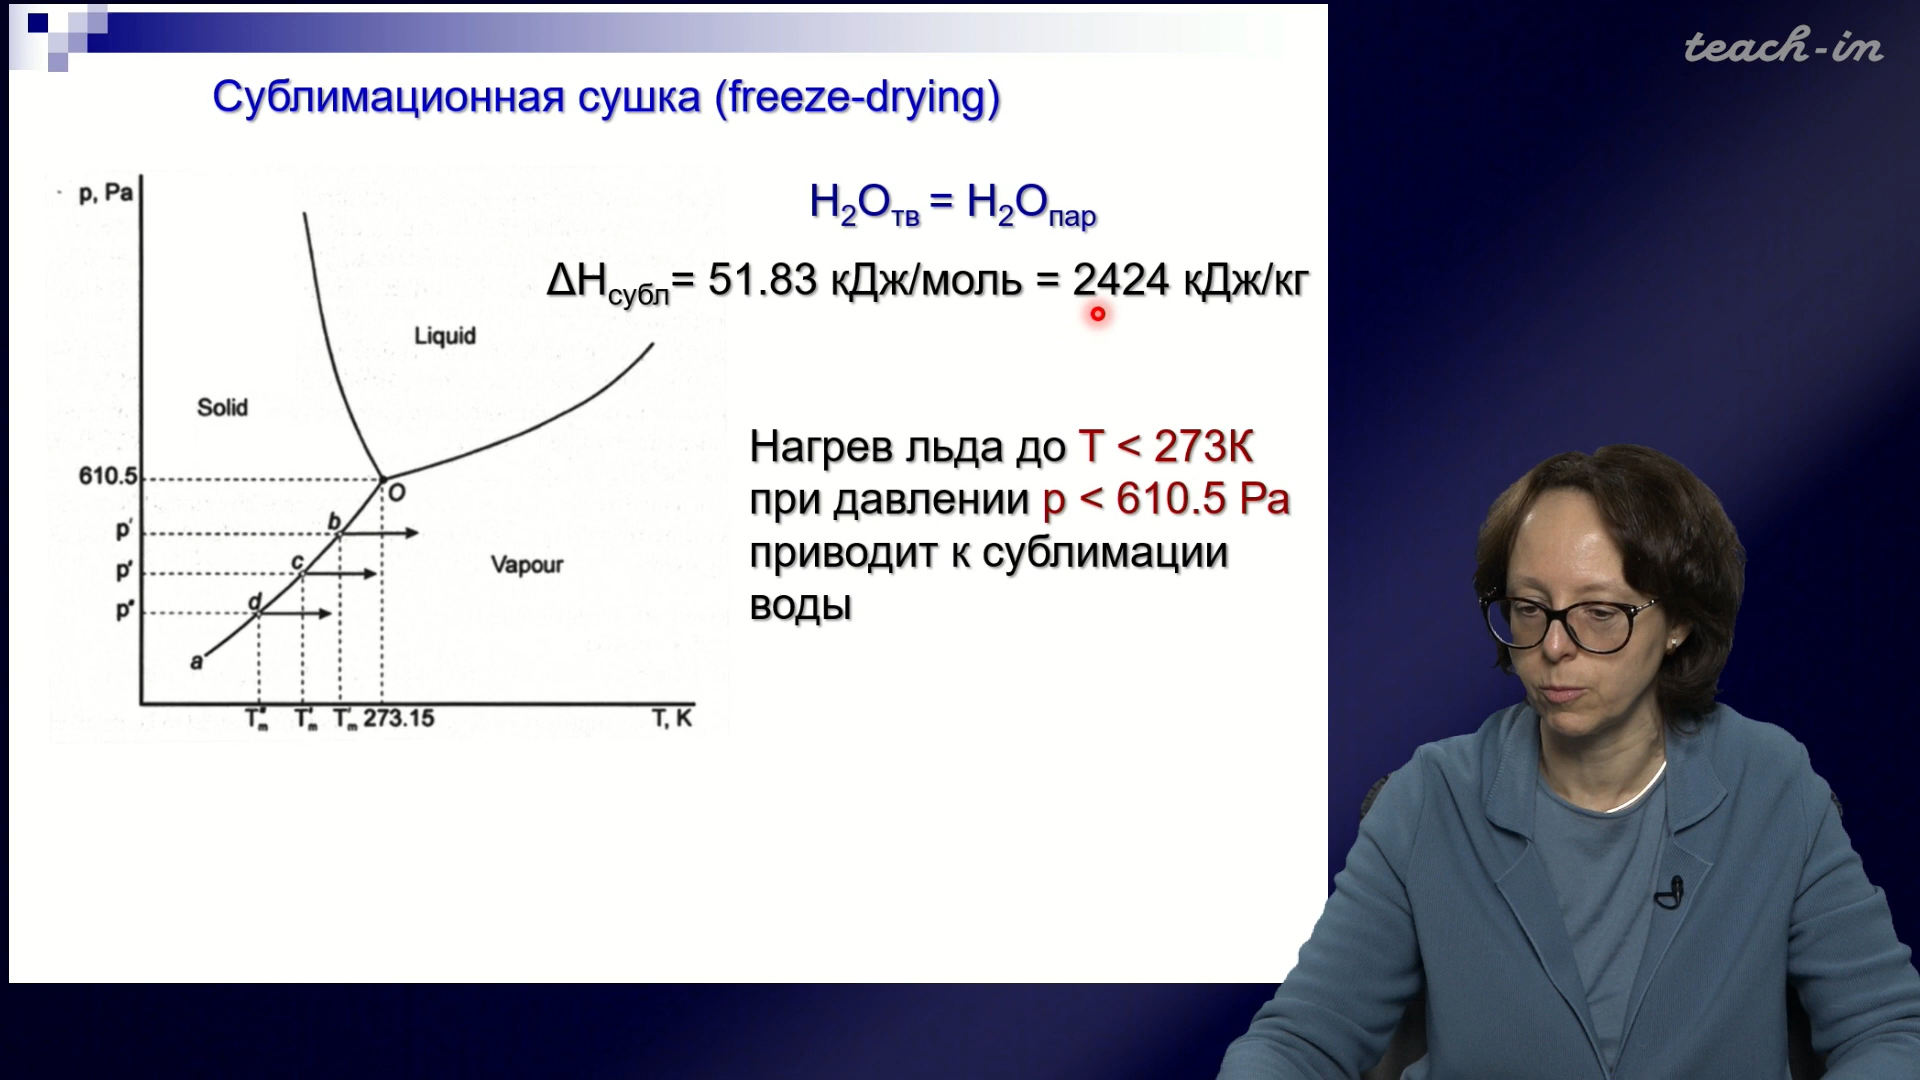 teach-in
Сублимационная сушка (freeze-drying)
p, Pa
H₂Oтв = H₂Oпар
ΔHсубл= 51.83 кДж/моль = 2424 кДж/кг
Liquid
Solid
Нагрев льда до T < 273К
при давлении p < 610.5 Pa
приводит к сублимации
воды
610.5
O
b
p'
c
p'
Vapour
d
p"
a
T"m T'm T'm 273.15
T, K